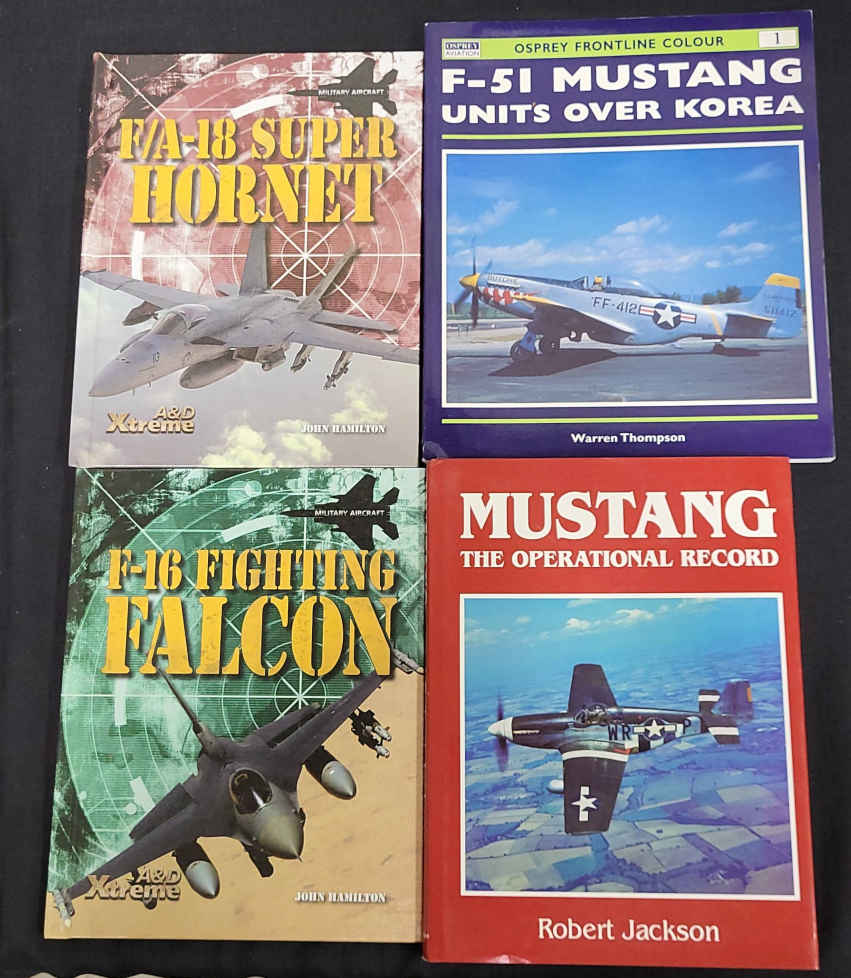 MILITARY AIRCRAFT
F/A-18 SUPER
HORNET
113
A&D
Xtreme
JOHN HAMILTON
OSPREY
AVIATION
OSPREY FRONTLINE COLOUR
1
F-51 MUSTANG
UNITS OVER KOREA
FF-412
Warren Thompson
MILITARY AIRCRAFT
F-16 FIGHTING
FALCON
A&D
Xtreme
JOHN HAMILTON
MUSTANG
THE OPERATIONAL RECORD
WR P
Robert Jackson